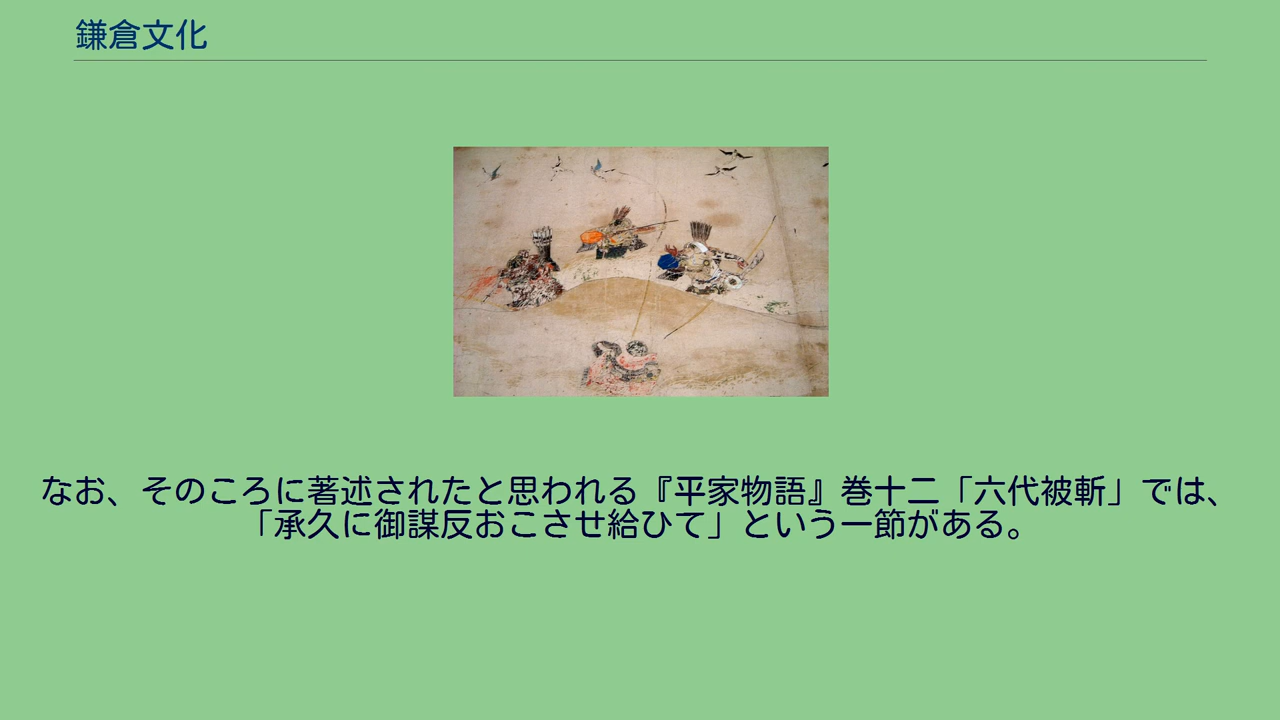 鎌倉文化
なお、そのころに著述されたと思われる『平家物語』巻十二「六代被斬」では、
「承久に御謀反おこさせ給ひて」という一節がある。